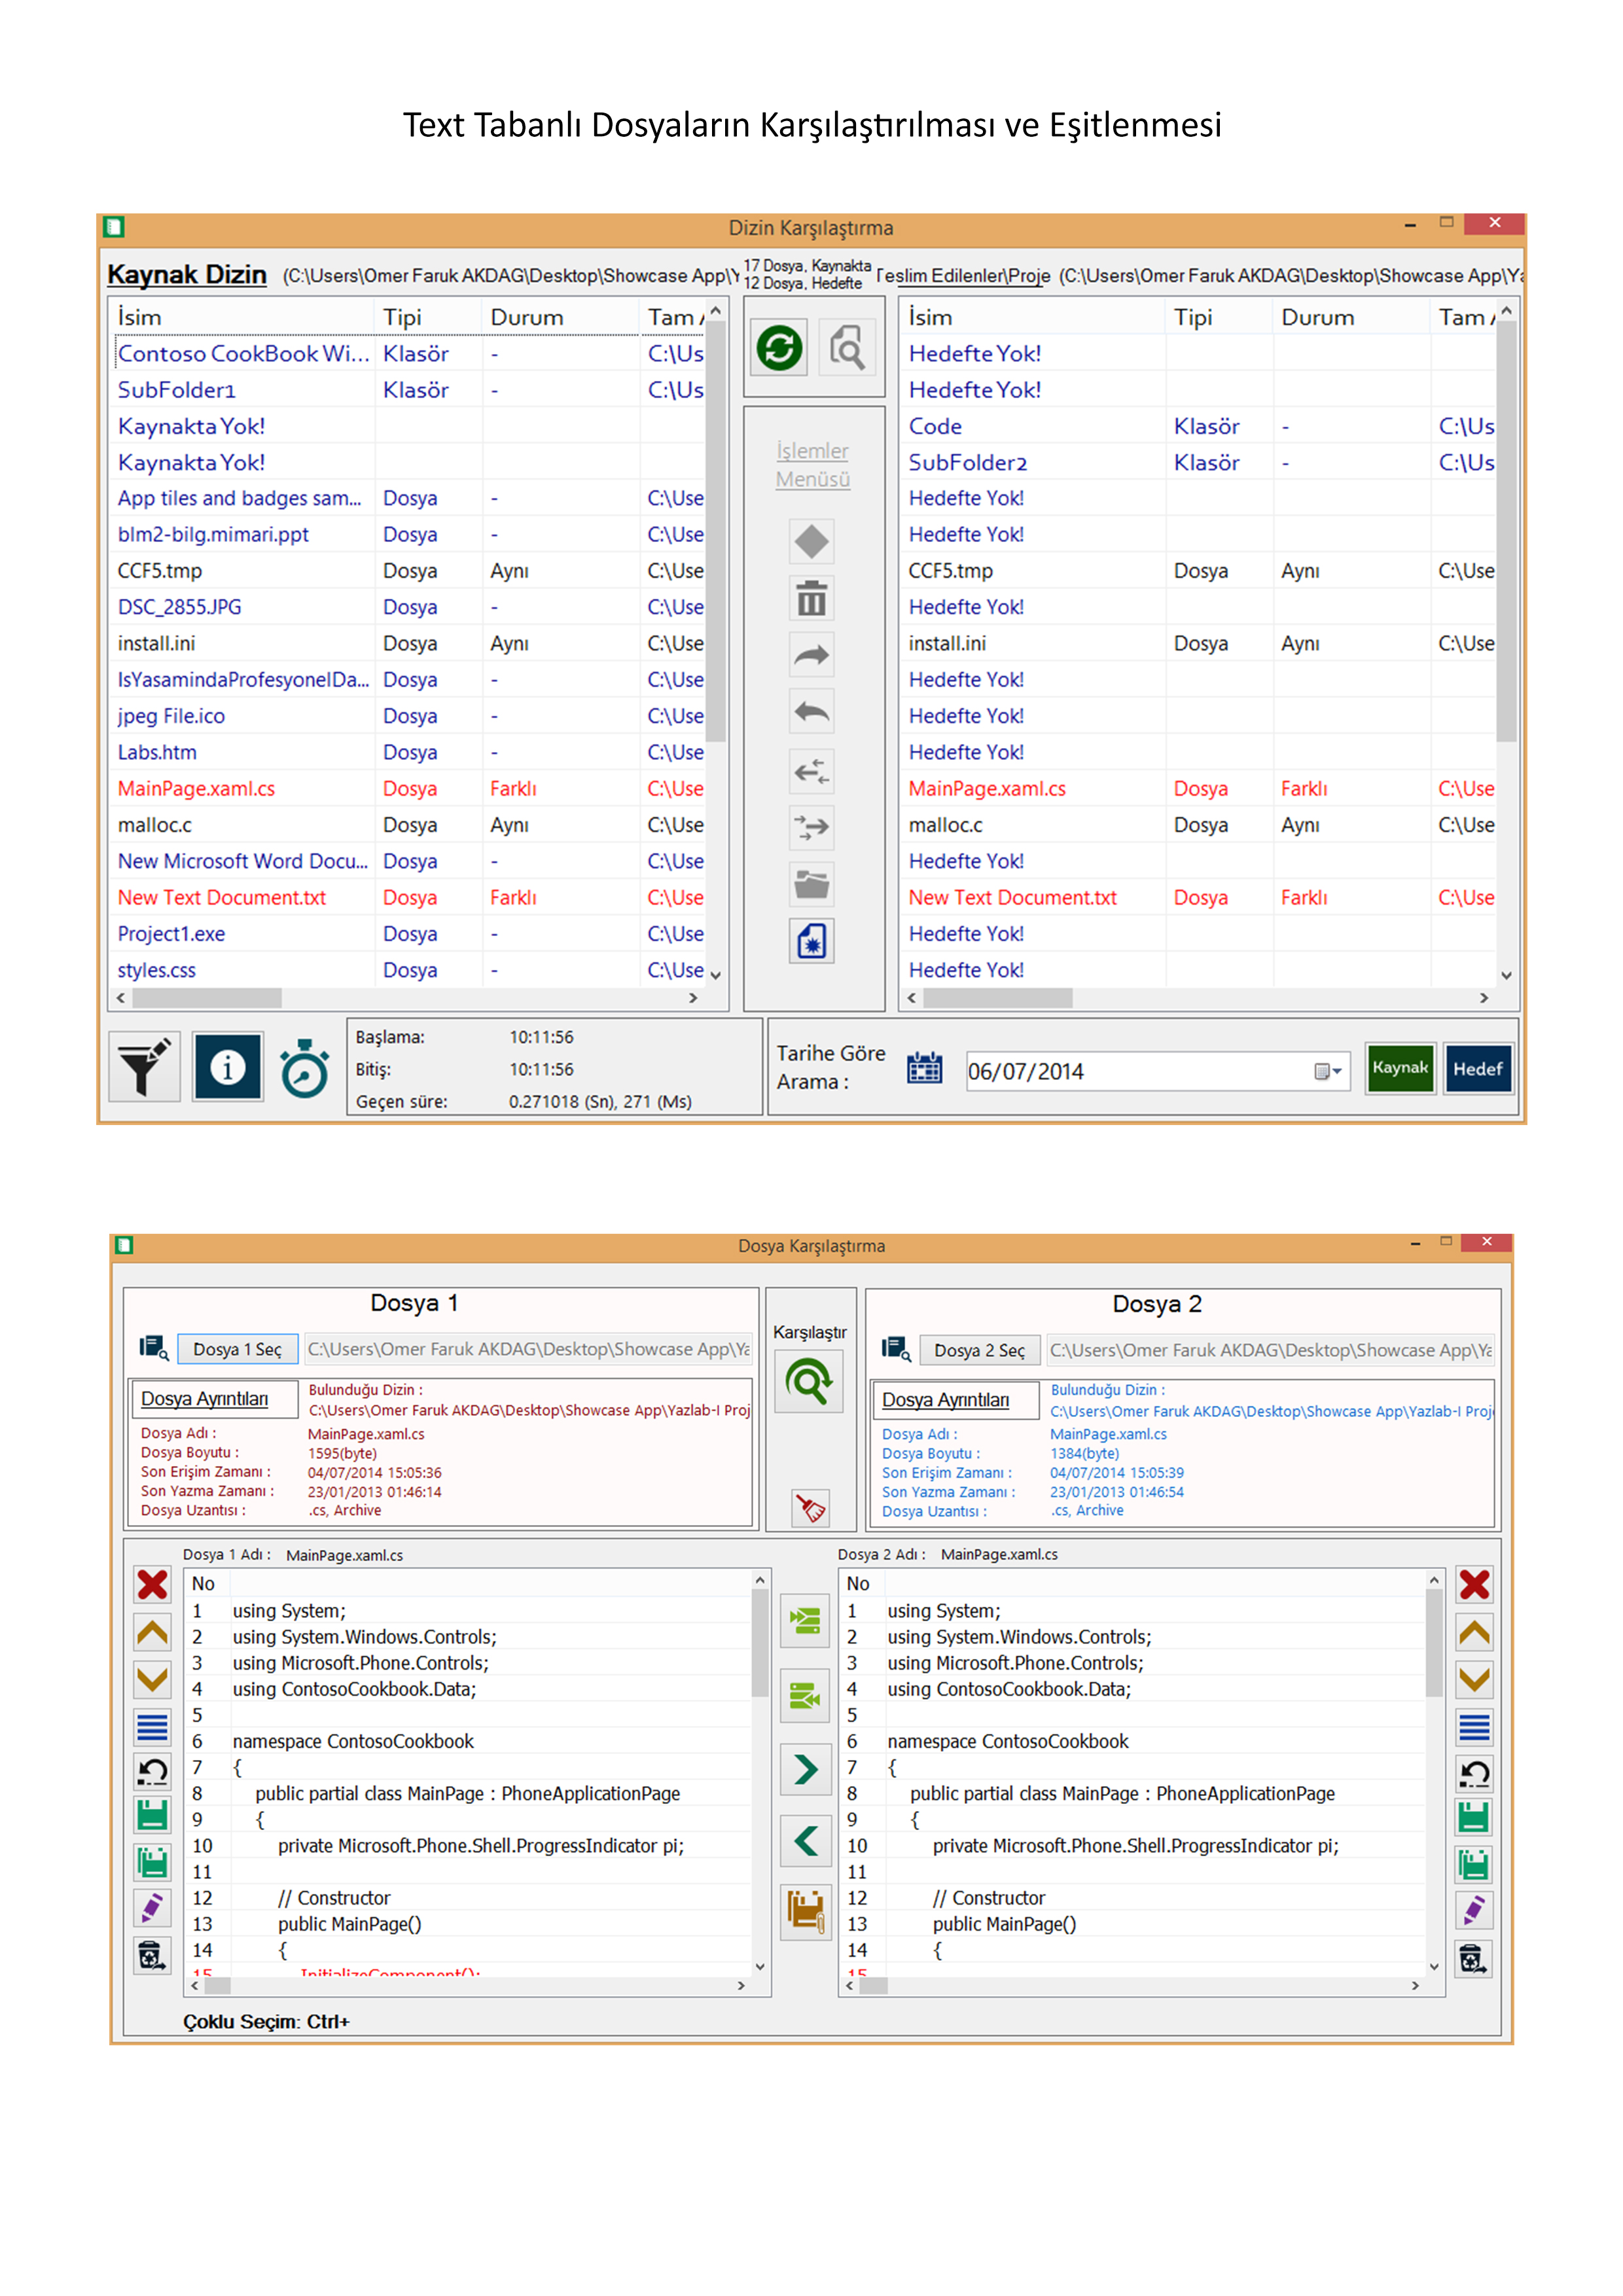 Text Tabanlı Dosyaların Karşılaştırılması ve Eşitlenmesi
Dizin Karşılaştırma
Kaynak Dizin (C:\Users\Omer Faruk AKDAG\Desktop\Showcase App\Y
17 Dosya, Kaynakta
12 Dosya, Hedefte
Teslim Edilenler\Proje (C:\Users\Omer Faruk AKDAG\Desktop\Showcase App\Ya
İsim Tipi Durum Tam A İsim Tipi Durum Tam A
Contoso CookBook Wi... Klasör - C:\Us Hedefte Yok!
SubFolder1 Klasör - C:\Us Hedefte Yok!
Kaynakta Yok! Code Klasör - C:\Us
Kaynakta Yok! SubFolder2 Klasör - C:\Us
App tiles and badges sam... Dosya - C:\Use Hedefte Yok!
blm2-bilg.mimari.ppt Dosya - C:\Use Hedefte Yok!
CCF5.tmp Dosya Aynı C:\Use CCF5.tmp Dosya Aynı C:\Use
DSC_2855.JPG Dosya - C:\Use Hedefte Yok!
install.ini Dosya Aynı C:\Use install.ini Dosya Aynı C:\Use
IsYasamindaProfesyonelDa... Dosya - C:\Use Hedefte Yok!
jpeg File.ico Dosya - C:\Use Hedefte Yok!
Labs.htm Dosya - C:\Use Hedefte Yok!
MainPage.xaml.cs Dosya Farklı C:\Use MainPage.xaml.cs Dosya Farklı C:\Use
malloc.c Dosya Aynı C:\Use malloc.c Dosya Aynı C:\Use
New Microsoft Word Docu... Dosya - C:\Use Hedefte Yok!
New Text Document.txt Dosya Farklı C:\Use New Text Document.txt Dosya Farklı C:\Use
Project1.exe Dosya - C:\Use Hedefte Yok!
styles.css Dosya - C:\Use Hedefte Yok!
İşlemler
Menüsü
Başlama: 10:11:56
Bitiş: 10:11:56
Geçen süre: 0.271018 (Sn), 271 (Ms)
Tarihe Göre
Arama :
06/07/2014
Kaynak Hedef
Dosya Karşılaştırma
Dosya 1
Dosya 1 Seç C:\Users\Omer Faruk AKDAG\Desktop\Showcase App\Ya
Dosya Ayrıntıları
Bulunduğu Dizin :
C:\Users\Omer Faruk AKDAG\Desktop\Showcase App\Yazlab-I Proj
Dosya Adı : MainPage.xaml.cs
Dosya Boyutu : 1595(byte)
Son Erişim Zamanı : 04/07/2014 15:05:36
Son Yazma Zamanı : 23/01/2013 01:46:14
Dosya Uzantısı : .cs, Archive
Karşılaştır
Dosya 2
Dosya 2 Seç C:\Users\Omer Faruk AKDAG\Desktop\Showcase App\Ya
Dosya Ayrıntıları
Bulunduğu Dizin :
C:\Users\Omer Faruk AKDAG\Desktop\Showcase App\Yazlab-I Proj
Dosya Adı : MainPage.xaml.cs
Dosya Boyutu : 1384(byte)
Son Erişim Zamanı : 04/07/2014 15:05:39
Son Yazma Zamanı : 23/01/2013 01:46:54
Dosya Uzantısı : .cs, Archive
Dosya 1 Adı : MainPage.xaml.cs
No
1 using System;
2 using System.Windows.Controls;
3 using Microsoft.Phone.Controls;
4 using ContosoCookbook.Data;
5
6 namespace ContosoCookbook
7 {
8 public partial class MainPage : PhoneApplicationPage
9 {
10 private Microsoft.Phone.Shell.ProgressIndicator pi;
11
12 // Constructor
13 public MainPage()
14 {
15 InitializeComponent();
Dosya 2 Adı : MainPage.xaml.cs
No
1 using System;
2 using System.Windows.Controls;
3 using Microsoft.Phone.Controls;
4 using ContosoCookbook.Data;
5
6 namespace ContosoCookbook
7 {
8 public partial class MainPage : PhoneApplicationPage
9 {
10 private Microsoft.Phone.Shell.ProgressIndicator pi;
11
12 // Constructor
13 public MainPage()
14 {
15
Çoklu Seçim: Ctrl+